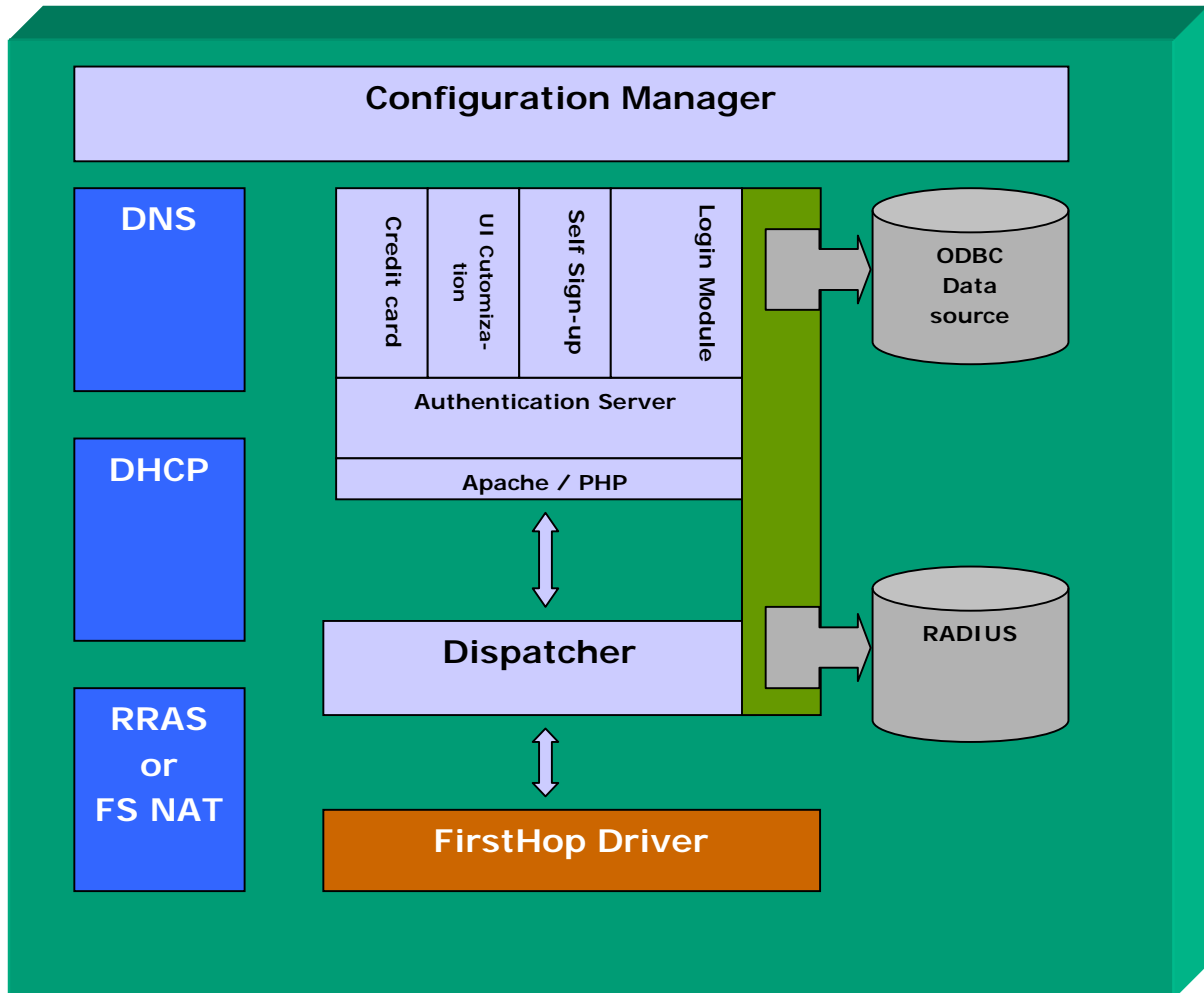 Configuration Manager
DNS
DHCP
RRAS
or
FS NAT
Credit card
UI Cutomiza-
tion
Self Sign-up
Login Module
Authentication Server
Apache / PHP
Dispatcher
FirstHop Driver
ODBC
Data
source
RADIUS